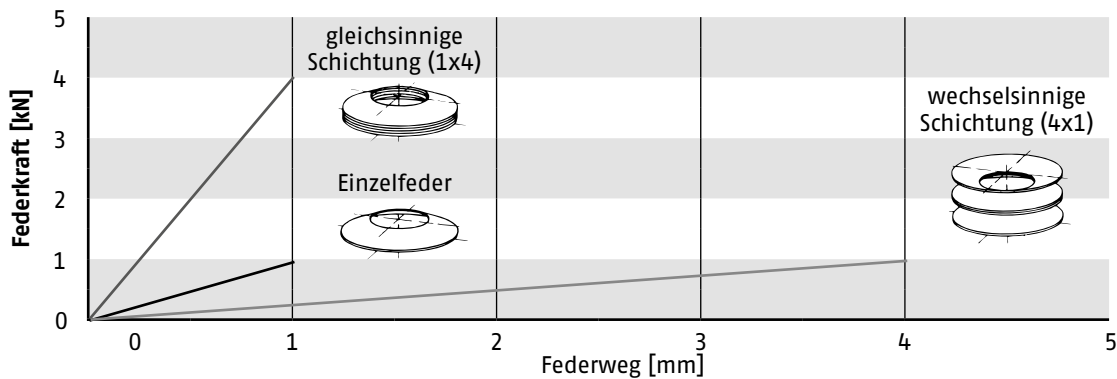 5
gleichsinnige
Schichtung (1x4)
4
wechselsinnige
Schichtung (4x1)
3
Federkraft [kN]
Einzelfeder
2
1
0
0 1 2 3 4 5
Federweg [mm]